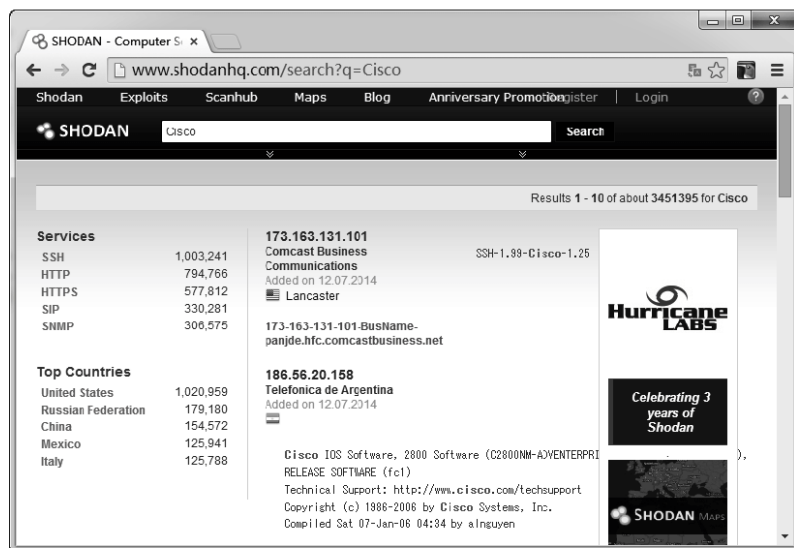 SHODAN - Computer S
www.shodanhq.com/search?q=Cisco
Shodan Exploits Scanhub Maps Blog Anniversary Promotion Register | Login ?
SHODAN Cisco Search
Results 1 - 10 of about 3451395 for Cisco
Services
SSH 1,003,241
HTTP 794,766
HTTPS 577,812
SIP 330,281
SNMP 306,575
Top Countries
United States 1,020,959
Russian Federation 179,180
China 154,572
Mexico 125,941
Italy 125,788
173.163.131.101
Comcast Business
Communications
Added on 12.07.2014
Lancaster
173-163-131-101-BusName-
panjde.hfc.comcastbusiness.net
SSH-1.99-Cisco-1.25
186.56.20.158
Telefonica de Argentina
Added on 12.07.2014
Cisco IOS Software, 2800 Software (C2800NM-ADVENTERPRI ),
RELEASE SOFTWARE (fc1)
Technical Support: http://www.cisco.com/techsupport
Copyright (c) 1986-2006 by Cisco Systems, Inc.
Compiled Sat 07-Jan-06 04:34 by alnguyen
Hurricane
LABS
Celebrating 3
years of
Shodan
SHODAN MAPS